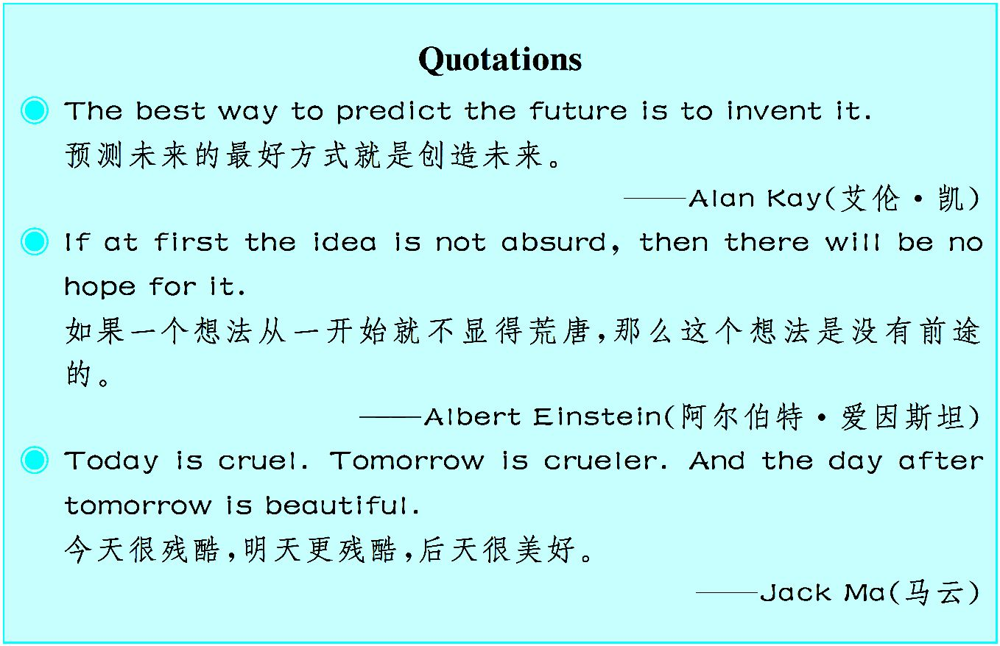 Quotations
The best way to predict the future is to invent it.
预测未来的最好方式就是创造未来。
——Alan Kay(艾伦·凯)
If at first the idea is not absurd, then there will be no
hope for it.
如果一个想法从一开始就不显得荒唐,那么这个想法是没有前途
的。
——Albert Einstein(阿尔伯特·爱因斯坦)
Today is cruel. Tomorrow is crueler. And the day after
tomorrow is beautiful.
今天很残酷,明天更残酷,后天很美好。
——Jack Ma(马云)